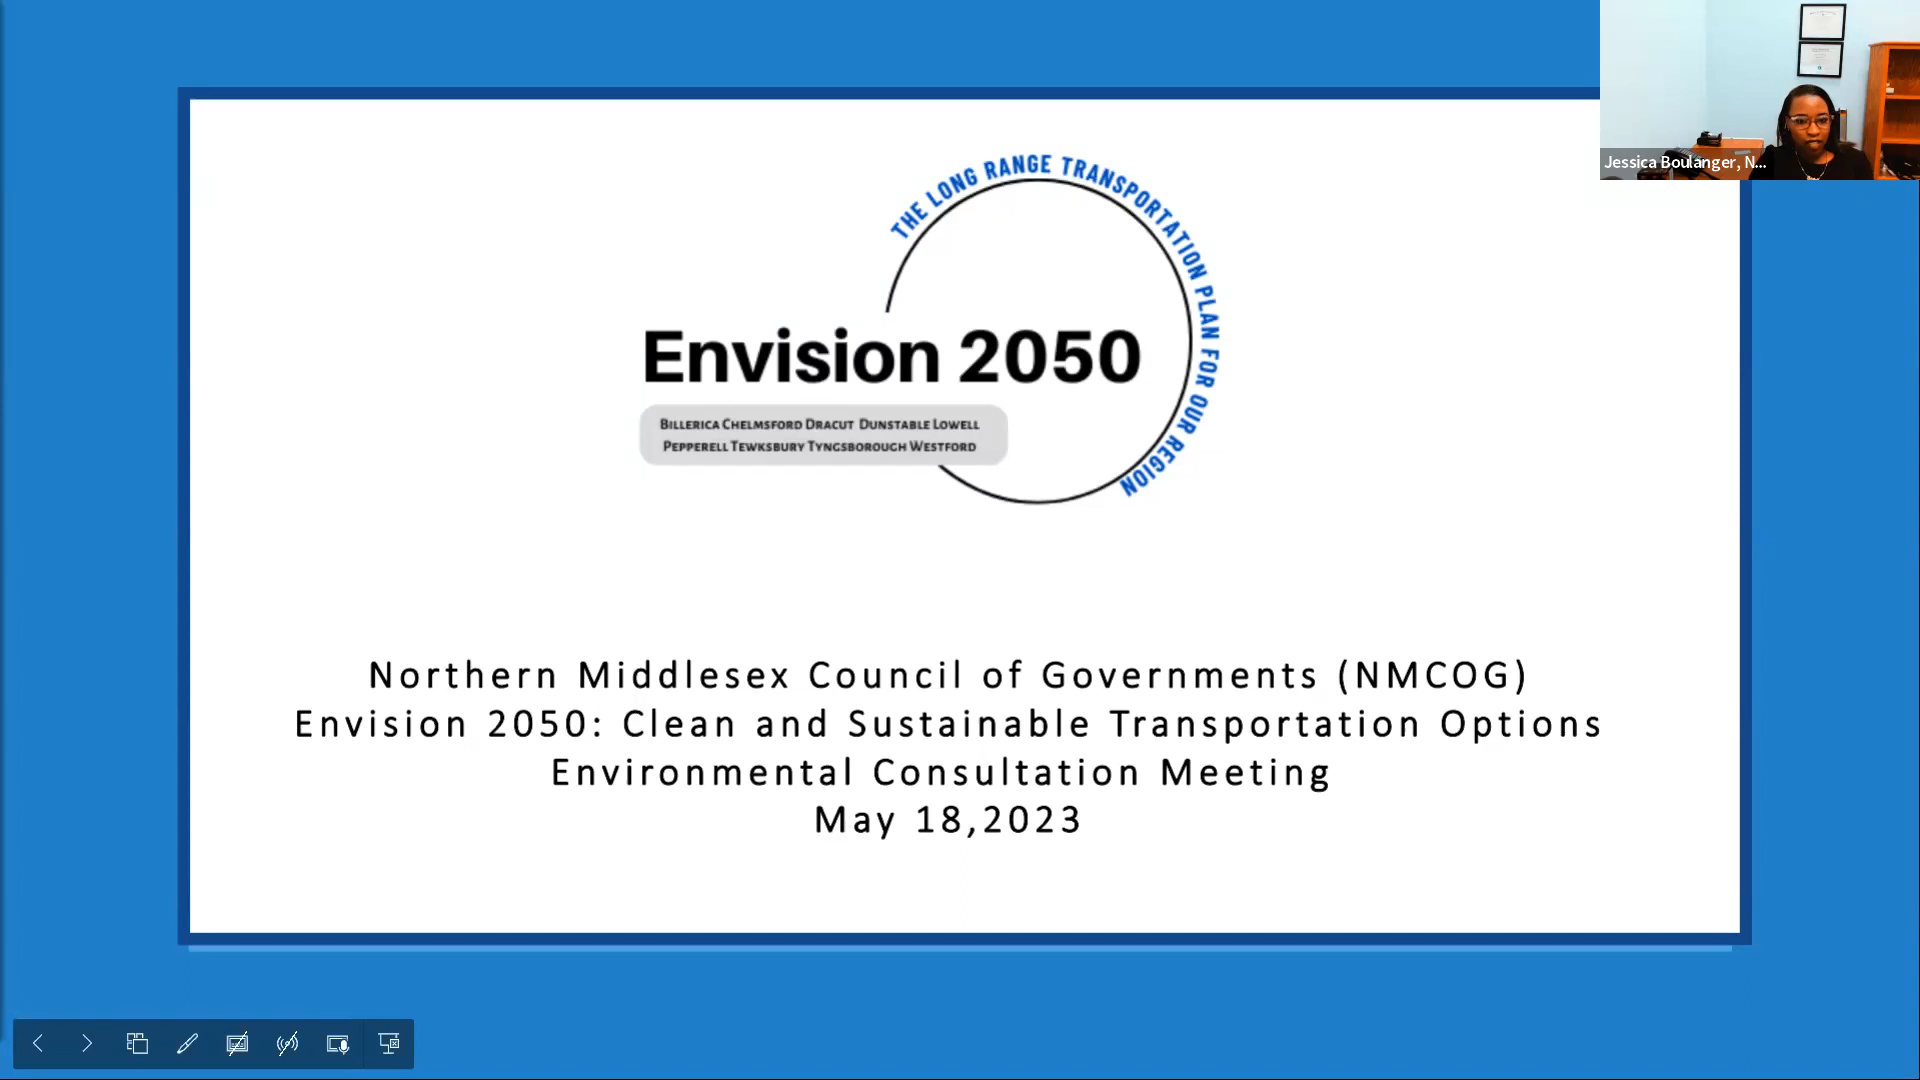 THE LONG RANGE TRANSPORTATION PLAN FOR OUR REGION
Envision 2050
BILLERICA CHELMSFORD DRACUT DUNSTABLE LOWELL
PEPPERELL TEWKSBURY TYNGSBOROUGH WESTFORD
Jessica Boulanger, N...
Northern Middlesex Council of Governments (NMCOG)
Envision 2050: Clean and Sustainable Transportation Options
Environmental Consultation Meeting
May 18,2023